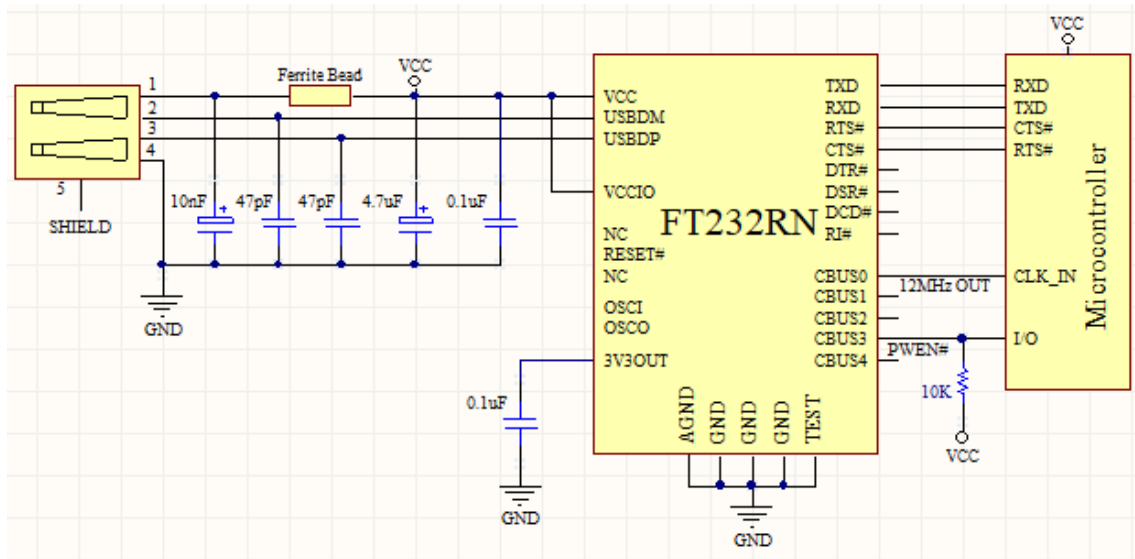 VCC
Ferrite Bead
VCC
1
2
3
4
5
SHIELD
10nF
+
47pF
47pF
4.7uF
+
0.1uF
GND
0.1uF
GND
VCC
USBDM
USBDP
VCCIO
NC
RESET#
NC
OSCI
OSCO
3V3OUT
FT232RN
TXD
RXD
RTS#
CTS#
DTR#
DSR#
DCD#
RI#
CBUS0
CBUS1
CBUS2
CBUS3
CBUS4
AGND
GND
GND
GND
TEST
GND
12MHz OUT
PWEN#
10K
VCC
RXD
TXD
CTS#
RTS#
CLK_IN
I/O
Microcontroller